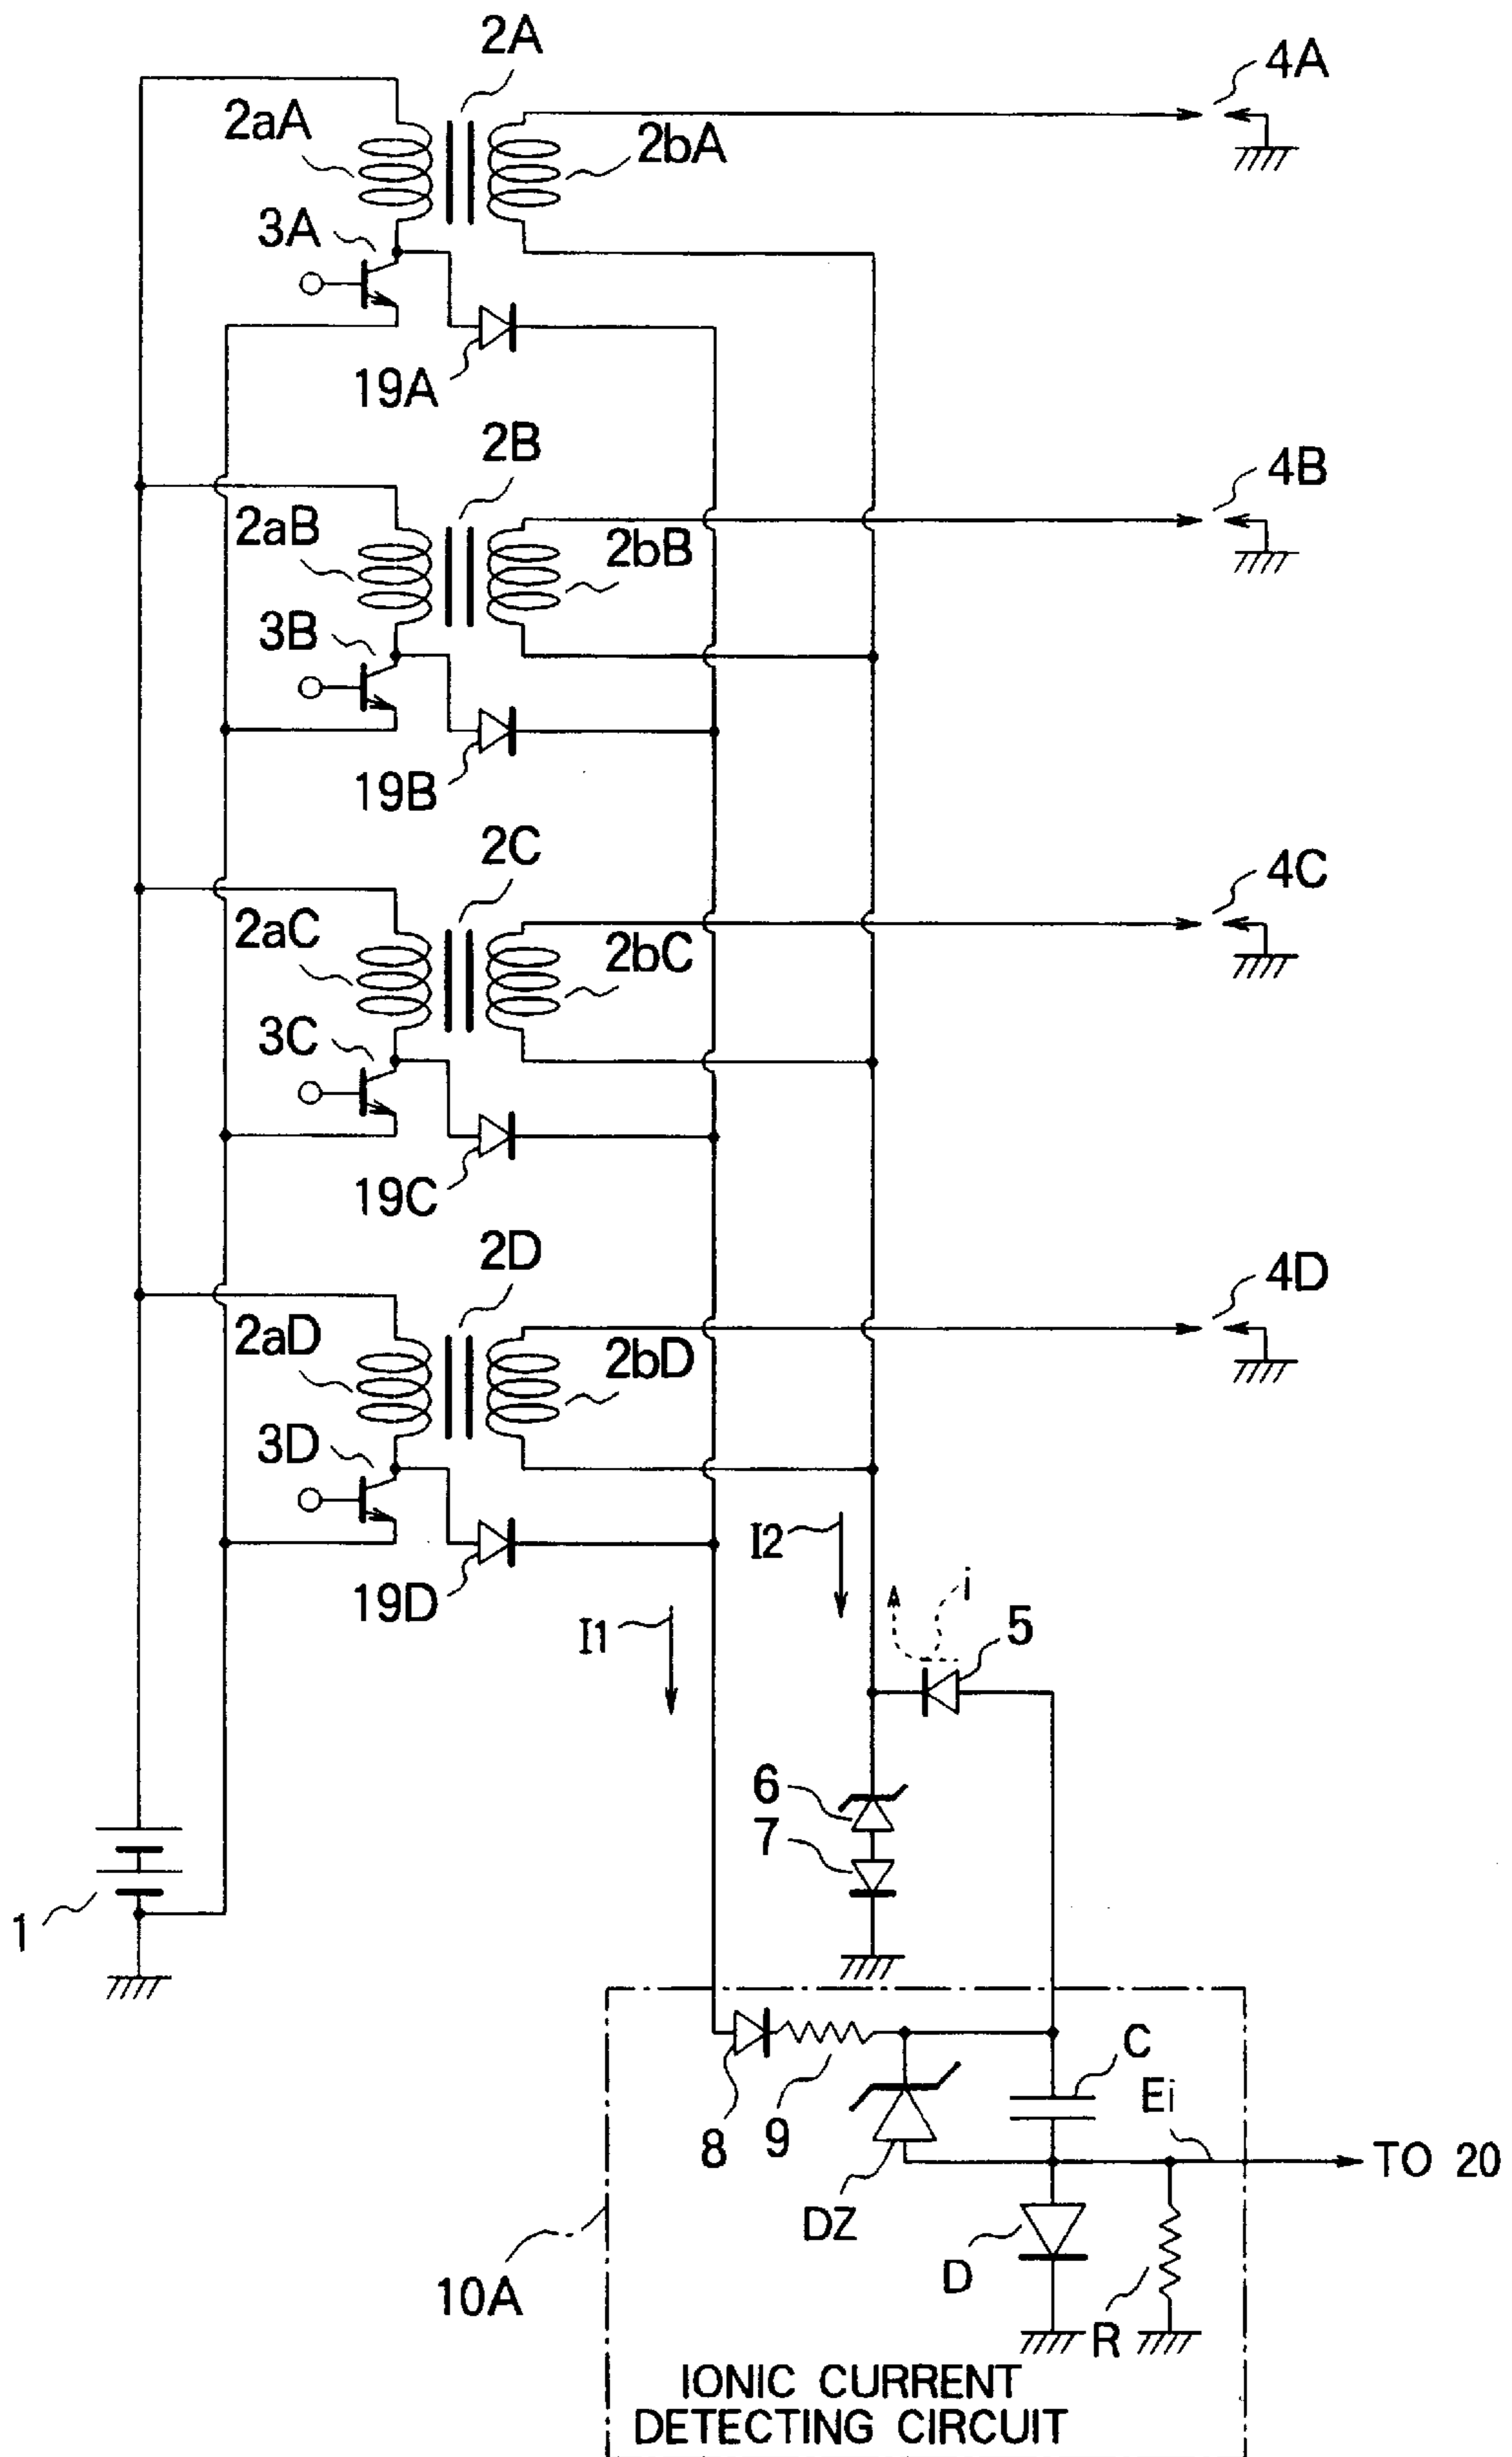 2A
4A
2aA
2bA
3A
19A
2B
4B
2aB
2bB
3B
19B
2C
4C
2aC
2bC
3C
19C
2D
4D
2aD
2bD
3D
I2
19D
i
I1
5
6
7
1
C
Ei
8
9
TO 20
DZ
D
10A
R
IONIC CURRENT
DETECTING CIRCUIT